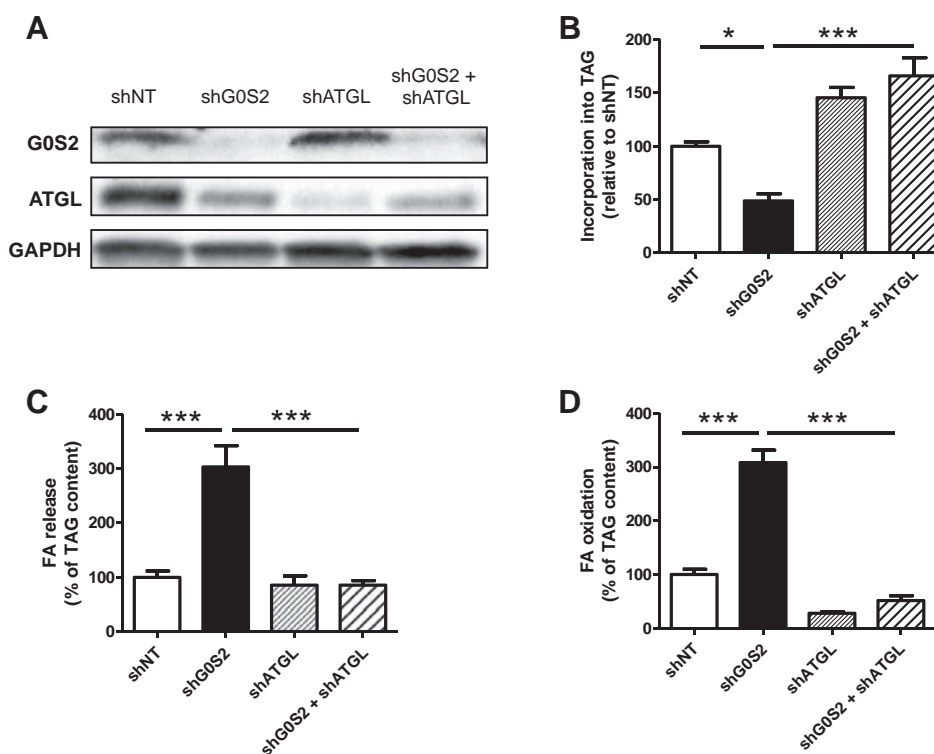 A
shNT shG0S2 shATGL shG0S2 +
shATGL
G0S2
ATGL
GAPDH
B
* ***
Incorporation into TAG
(relative to shNT)
200
150
100
50
0
shNT
shG0S2
shATGL
shG0S2 + shATGL
C
*** ***
FA release
(% of TAG content)
400
300
200
100
0
shNT
shG0S2
shATGL
shG0S2 + shATGL
D
*** ***
FA oxidation
(% of TAG content)
400
300
200
100
0
shNT
shG0S2
shATGL
shG0S2 + shATGL